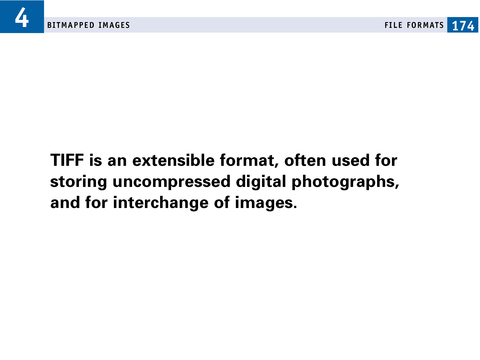 4
BITMAPPED IMAGES
FILE FORMATS 174
TIFF is an extensible format, often used for
storing uncompressed digital photographs,
and for interchange of images.